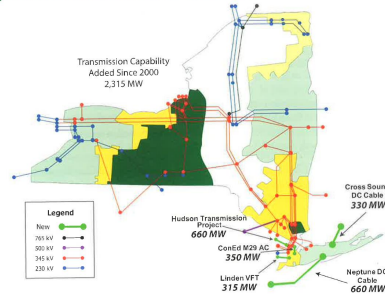 Transmission Capability
Added Since 2000
2,315 MW
Legend
New
765 kV
500 kV
345 kV
230 kV
Cross Soun
DC Cable
330 MW
Hudson Transmission
Project
660 MW
ConEd M29 AC
350 MW
Linden VFT
315 MW
Neptune DC
Cable
660 MW